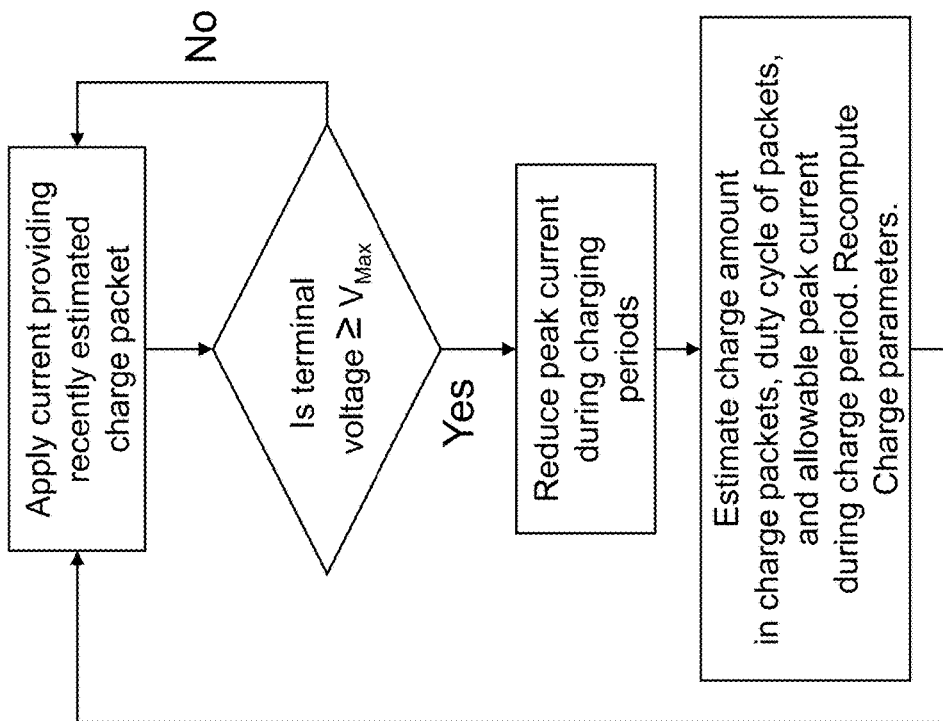 Apply current providing
recently estimated
charge packet
No
Is terminal
voltage ≥ V_Max
Yes
Reduce peak current
during charging
periods
Estimate charge amount
in charge packets, duty cycle of packets,
and allowable peak current
during charge period. Recompute
Charge parameters.